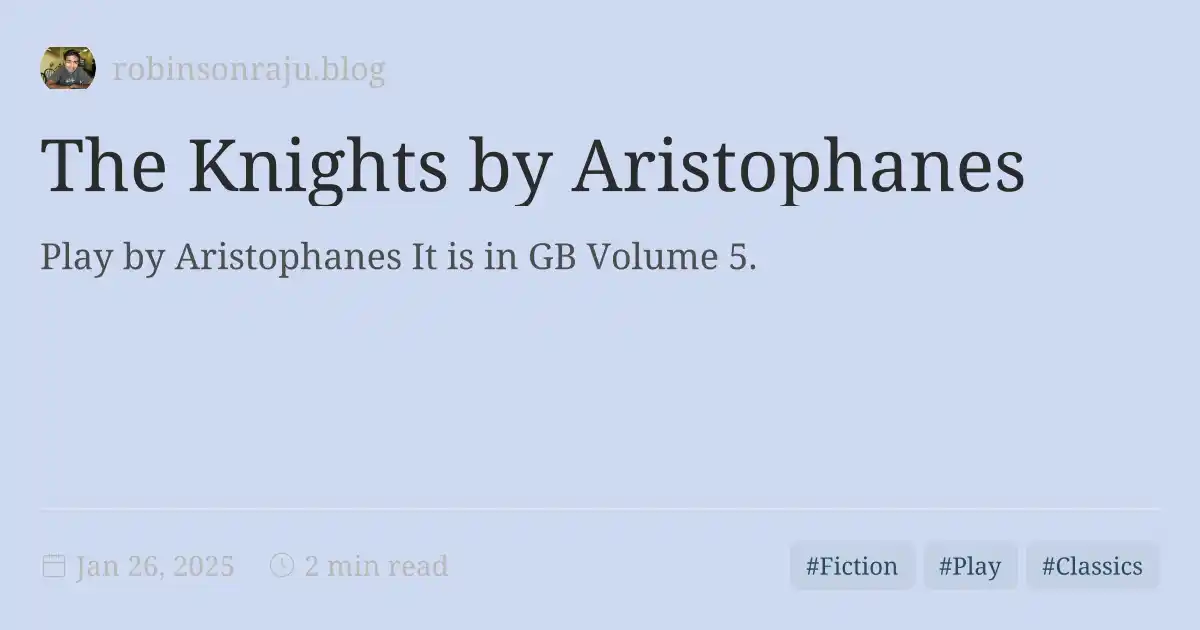 robinsonraju.blog
The Knights by Aristophanes
Play by Aristophanes It is in GB Volume 5.
Jan 26, 2025 2 min read #Fiction #Play #Classics